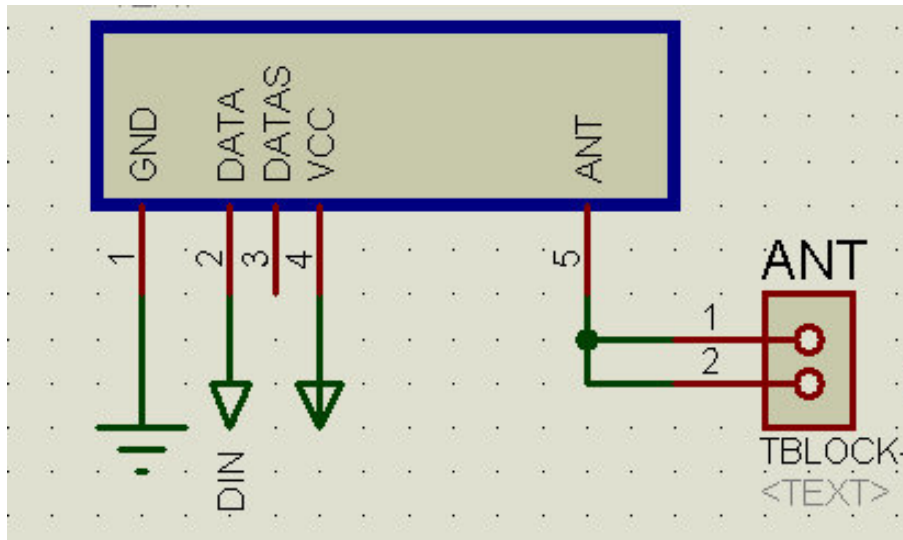 GND
DATA
DATAS
VCC
ANT
1
2
3
4
5
ANT
1
2
DIN
TBLOCK-
<TEXT>